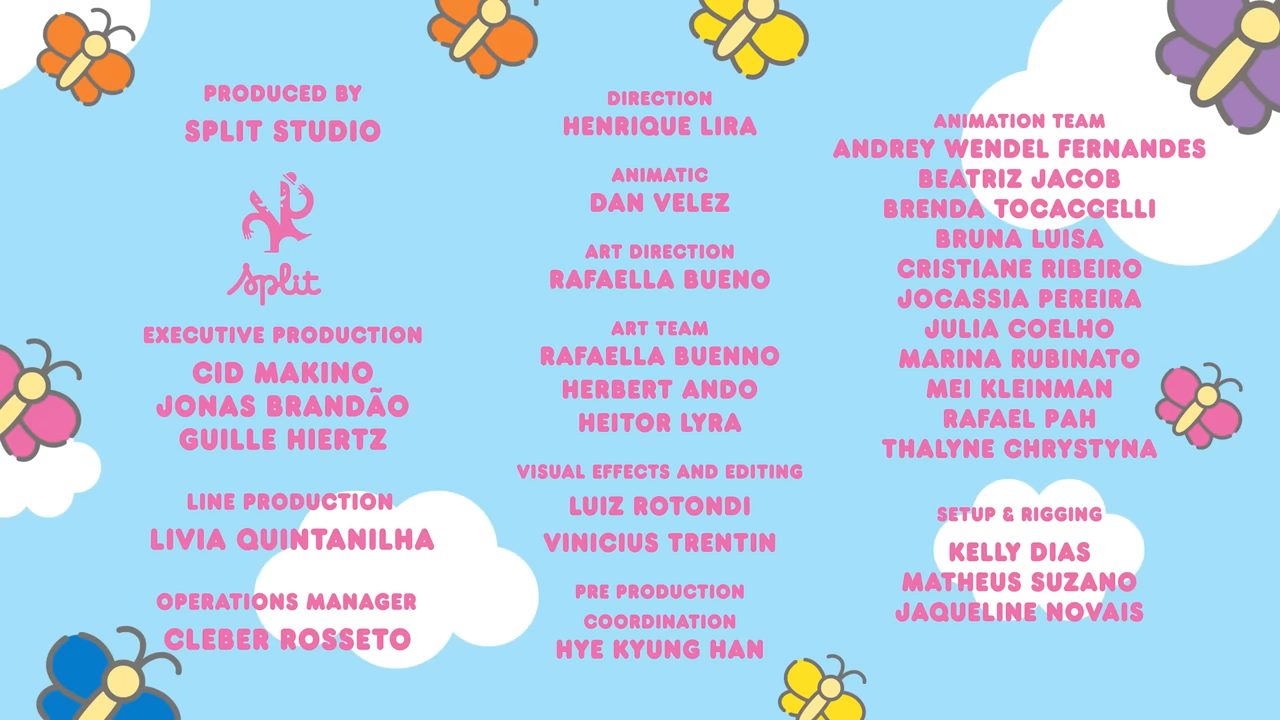 PRODUCED BY
SPLIT STUDIO
split
EXECUTIVE PRODUCTION
CID MAKINO
JONAS BRANDÃO
GUILLE HIERTZ
LINE PRODUCTION
LIVIA QUINTANILHA
OPERATIONS MANAGER
CLEBER ROSSETO
DIRECTION
HENRIQUE LIRA
ANIMATIC
DAN VELEZ
ART DIRECTION
RAFAELLA BUENO
ART TEAM
RAFAELLA BUENNO
HERBERT ANDO
HEITOR LYRA
VISUAL EFFECTS AND EDITING
LUIZ ROTONDI
VINICIUS TRENTIN
PRE PRODUCTION
COORDINATION
HYE KYUNG HAN
ANIMATION TEAM
ANDREY WENDEL FERNANDES
BEATRIZ JACOB
BRENDA TOCACCELLI
BRUNA LUISA
CRISTIANE RIBEIRO
JOCASSIA PEREIRA
JULIA COELHO
MARINA RUBINATO
MEI KLEINMAN
RAFAEL PAH
THALYNE CHRYSTYNA
SETUP & RIGGING
KELLY DIAS
MATHEUS SUZANO
JAQUELINE NOVAIS